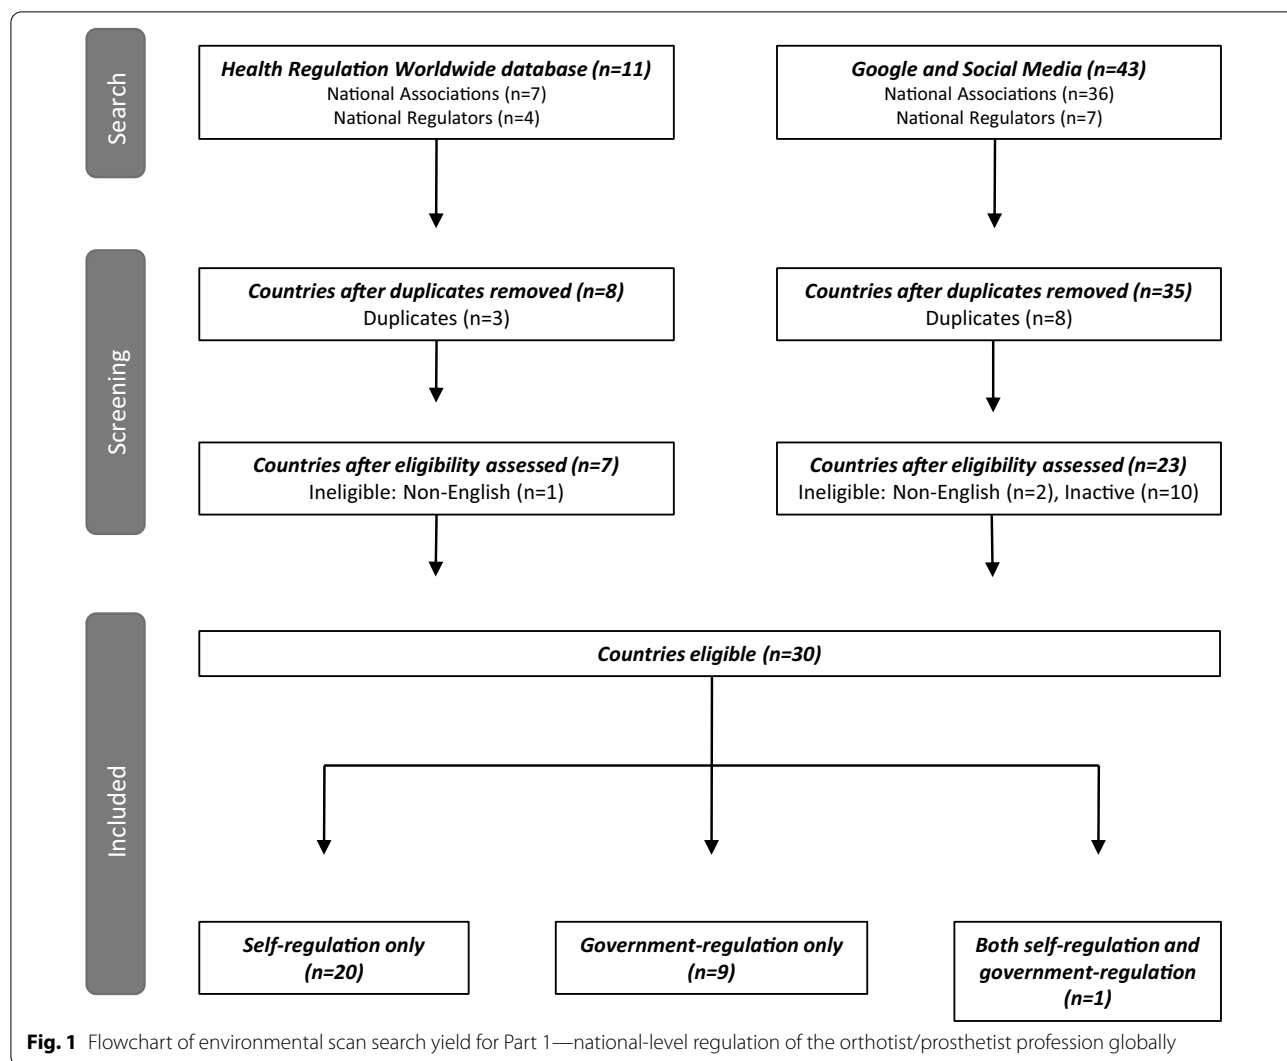 Search
Health Regulation Worldwide database (n=11)
National Associations (n=7)
National Regulators (n=4)
Google and Social Media (n=43)
National Associations (n=36)
National Regulators (n=7)
Screening
Countries after duplicates removed (n=8)
Duplicates (n=3)
Countries after duplicates removed (n=35)
Duplicates (n=8)
Countries after eligibility assessed (n=7)
Ineligible: Non-English (n=1)
Countries after eligibility assessed (n=23)
Ineligible: Non-English (n=2), Inactive (n=10)
Included
Countries eligible (n=30)
Self-regulation only
(n=20)
Government-regulation only
(n=9)
Both self-regulation and
government-regulation
(n=1)
Fig. 1 Flowchart of environmental scan search yield for Part 1—national-level regulation of the orthotist/prosthetist profession globally